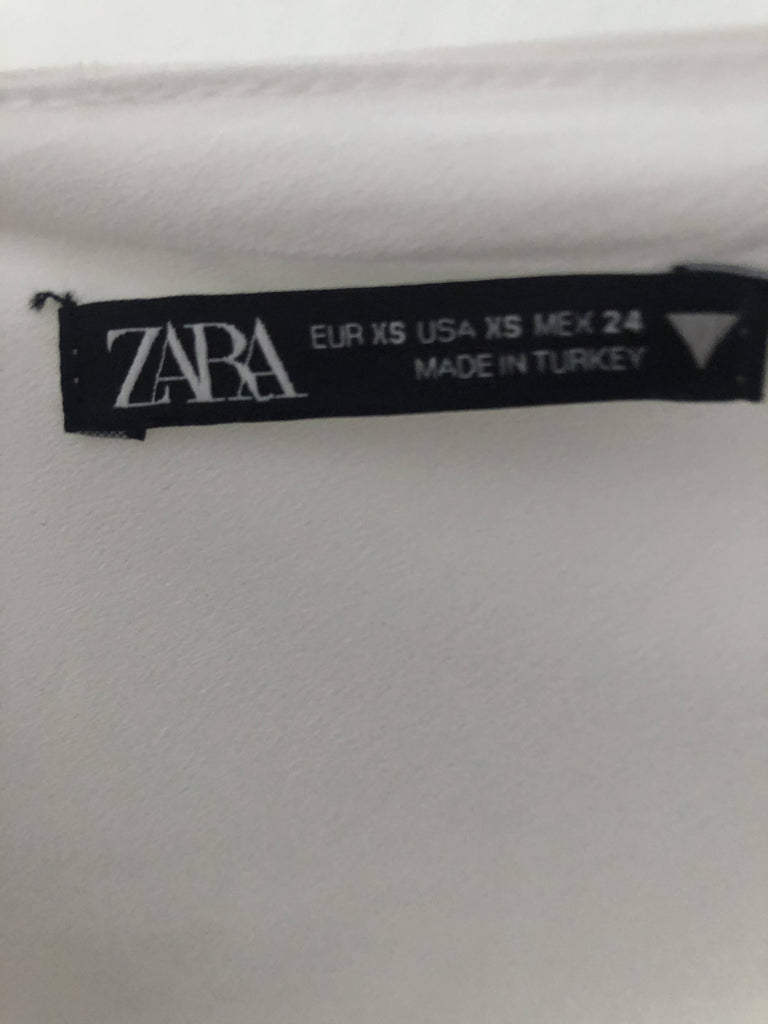 ZARA
EUR XS USA XS MEX 24
MADE IN TURKEY